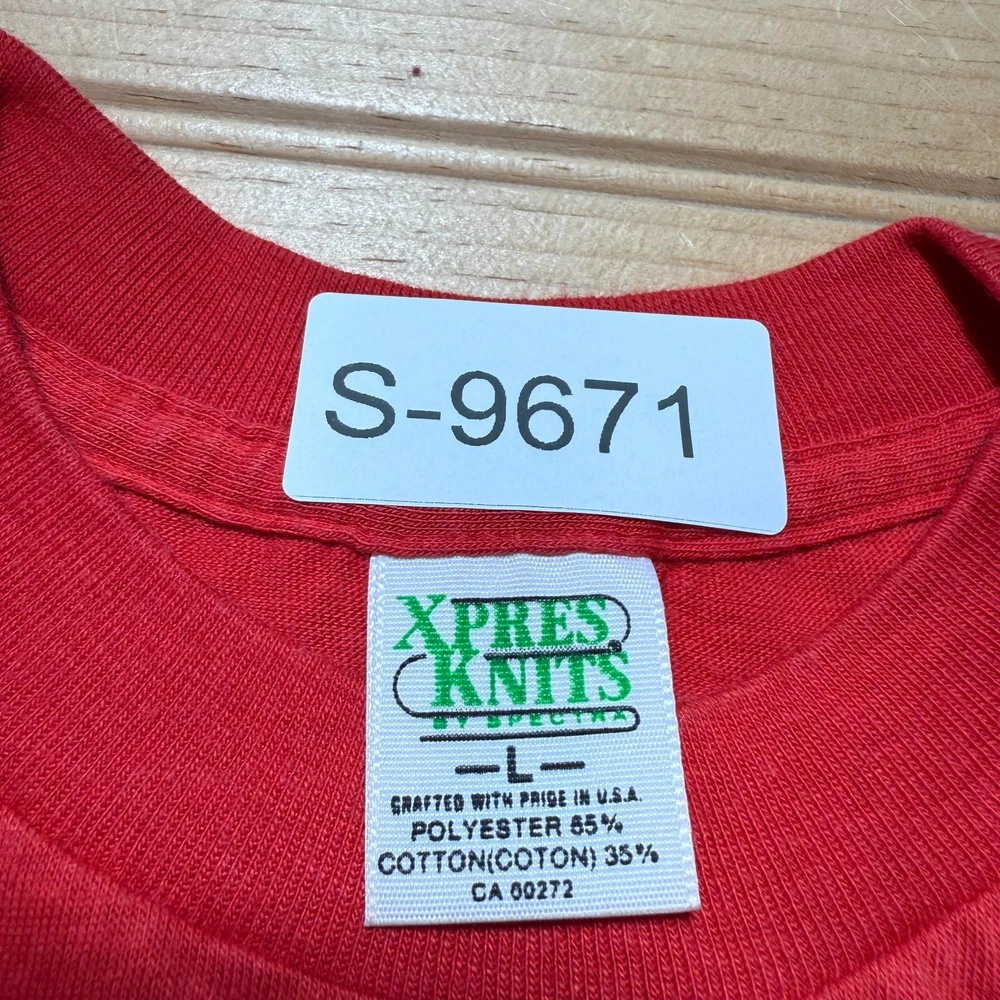 S-9671
XPRES
KNITS
BY SPECTRA
—L—
CRAFTED WITH PRIDE IN U.S.A.
POLYESTER 65%
COTTON(COTON) 35%
CA 00272